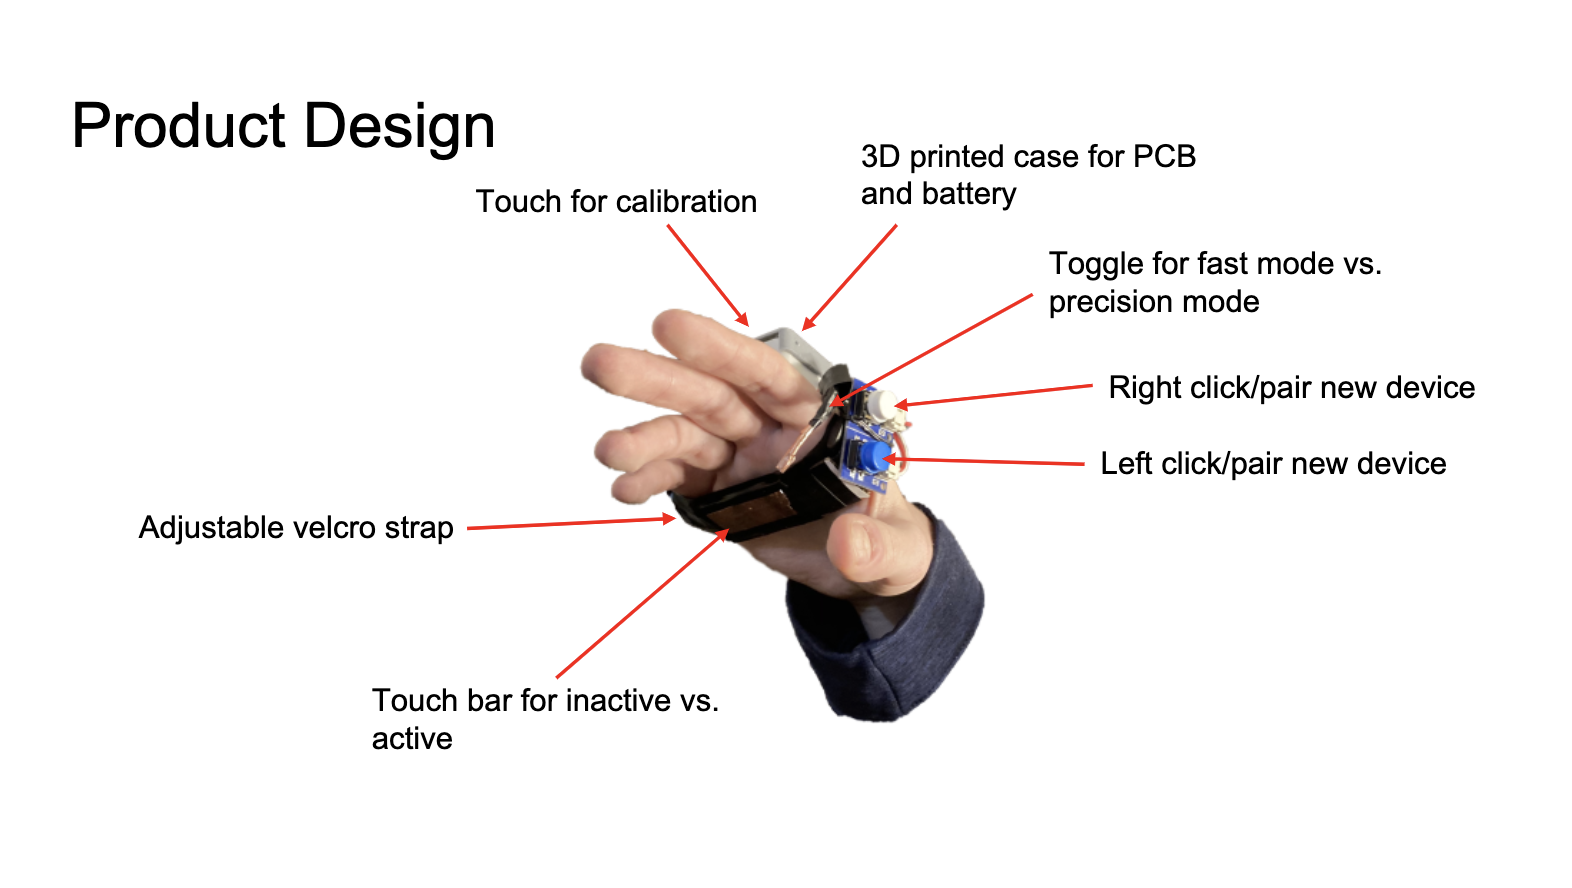 Product Design
Touch for calibration
3D printed case for PCB
and battery
Toggle for fast mode vs.
precision mode
Right click/pair new device
Left click/pair new device
Adjustable velcro strap
Touch bar for inactive vs.
active